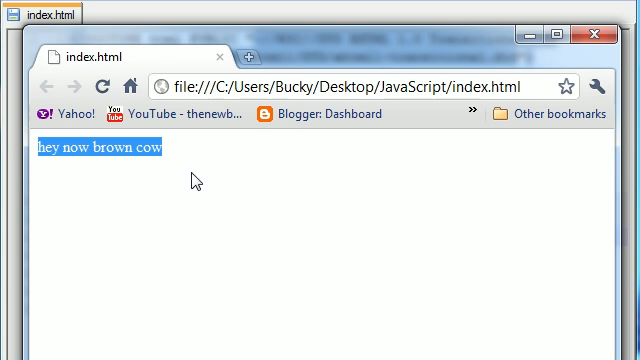 index.html
index.html
file:///C:/Users/Bucky/Desktop/JavaScript/index.html
Yahoo! YouTube - thenewb... Blogger: Dashboard » Other bookmarks
hey now brown cow